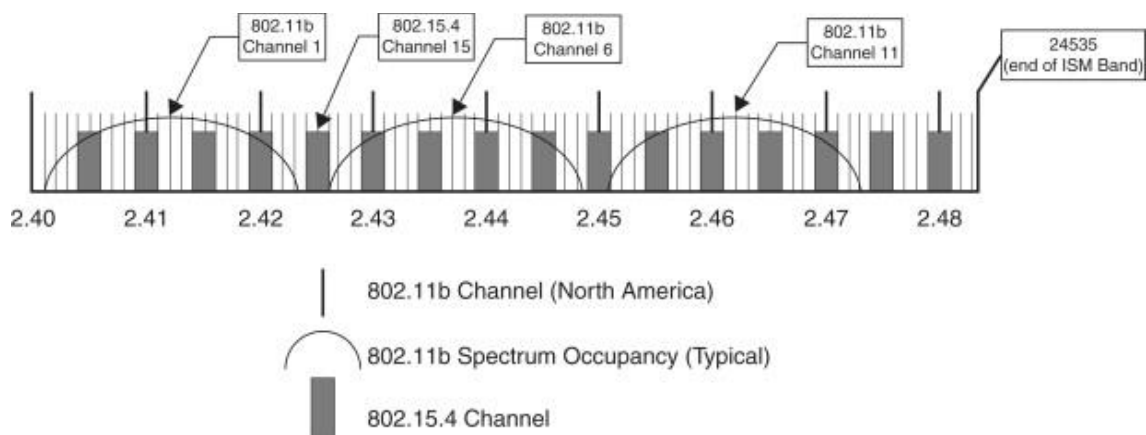 802.11b
Channel 1
802.15.4
Channel 15
802.11b
Channel 6
802.11b
Channel 11
24535
(end of ISM Band)
2.40 2.41 2.42 2.43 2.44 2.45 2.46 2.47 2.48
802.11b Channel (North America)
802.11b Spectrum Occupancy (Typical)
802.15.4 Channel